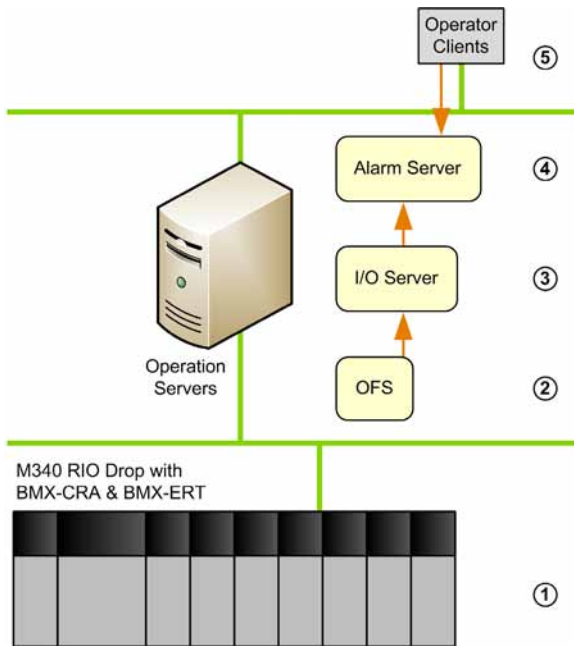 Operator
Clients
⑤
Alarm Server
④
I/O Server
③
Operation
Servers
OFS
②
M340 RIO Drop with
BMX-CRA & BMX-ERT
①